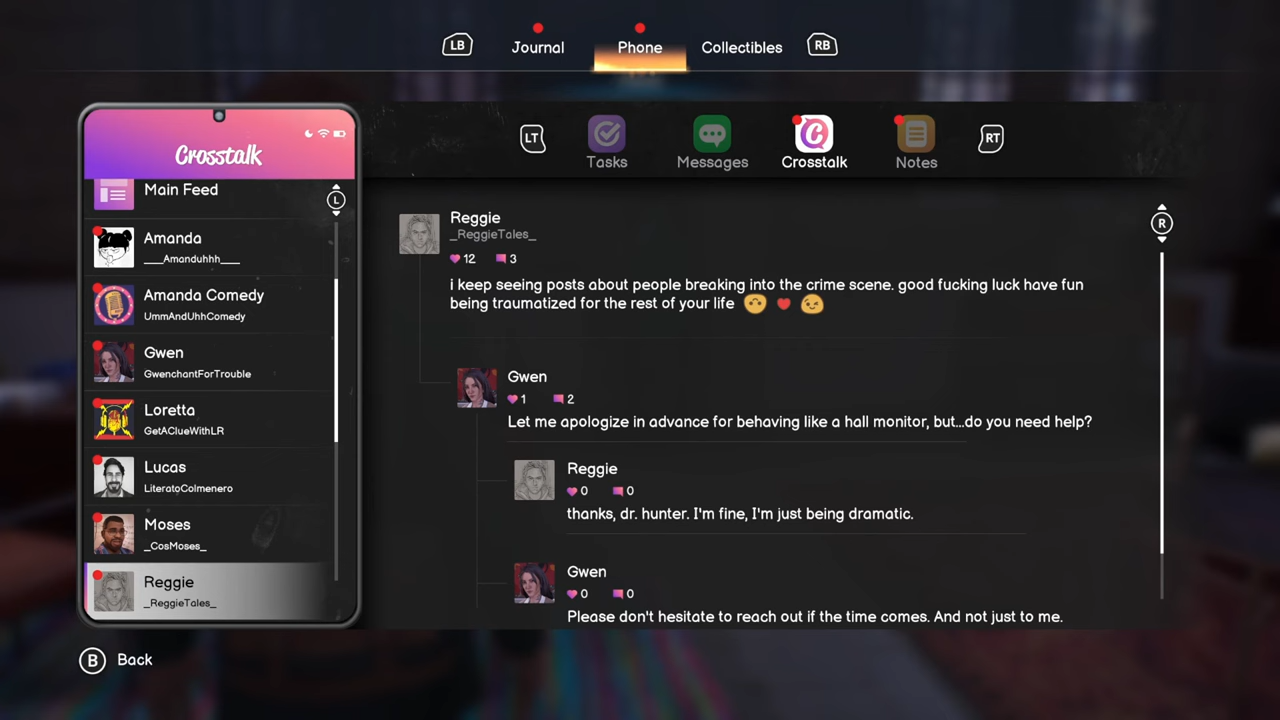 LB
Journal
Phone
Collectibles
RB
Crosstalk
Main Feed
L
Amanda
____Amanduhhh____
Amanda Comedy
UmmAndUhhComedy
Gwen
GwenchantForTrouble
Loretta
GetAClueWithLR
Lucas
LiteratoColmenero
Moses
_CosMoses_
Reggie
_ReggieTales_
LT
Tasks
Messages
Crosstalk
Notes
RT
R
Reggie
_ReggieTales_
12 3
i keep seeing posts about people breaking into the crime scene. good fucking luck have fun
being traumatized for the rest of your life 🙃 ❤️ 😉
Gwen
1 2
Let me apologize in advance for behaving like a hall monitor, but...do you need help?
Reggie
0 0
thanks, dr. hunter. I'm fine, I'm just being dramatic.
Gwen
0 0
Please don't hesitate to reach out if the time comes. And not just to me.
B Back